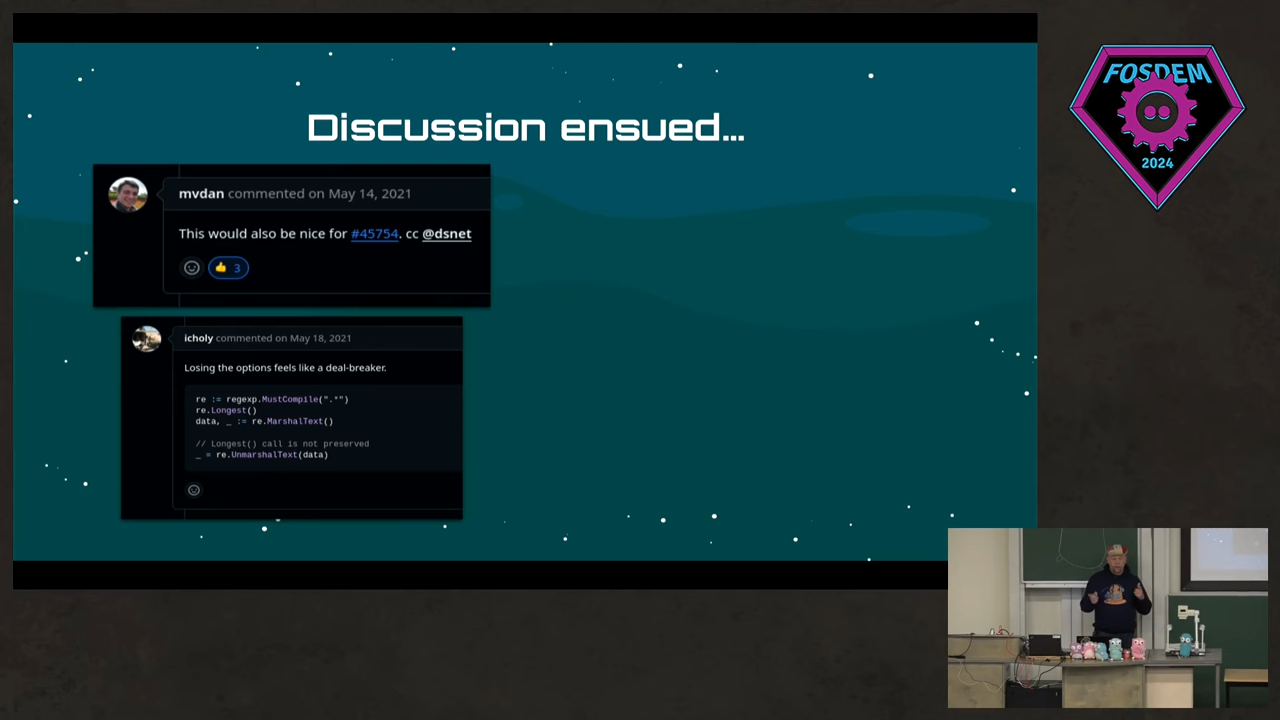 Discussion ensued...
mvdan commented on May 14, 2021
This would also be nice for #45754. cc @dsnet
👍 3
icholy commented on May 18, 2021
Losing the options feels like a deal-breaker.
re := regexp.MustCompile(".*")
re.Longest()
data, _ := re.MarshalText()
// Longest() call is not preserved
_ = re.UnmarshalText(data)
FOSDEM
2024